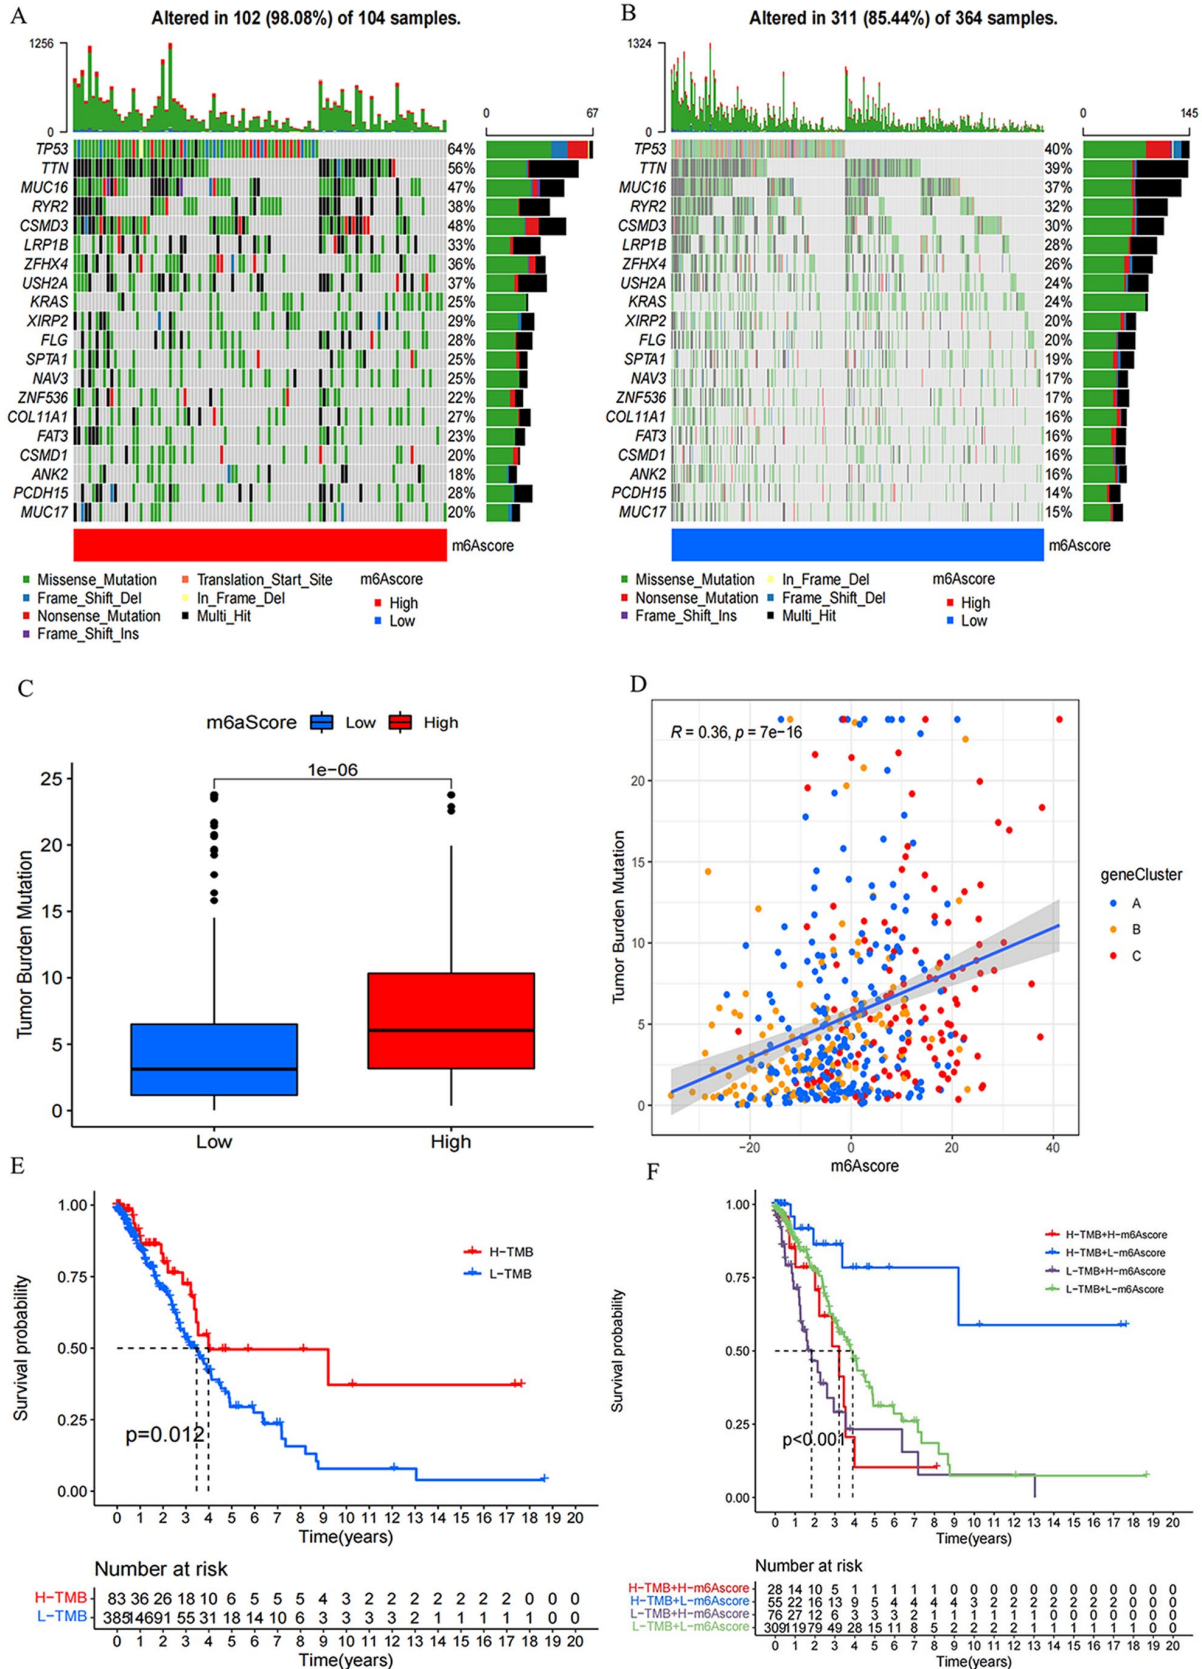 A
Altered in 102 (98.08%) of 104 samples.
1256
0
0 67
TP53 64%
TTN 56%
MUC16 47%
RYR2 38%
CSMD3 48%
LRP1B 33%
ZFHX4 36%
USH2A 37%
KRAS 25%
XIRP2 29%
FLG 28%
SPTA1 25%
NAV3 25%
ZNF536 22%
COL11A1 27%
FAT3 23%
CSMD1 20%
ANK2 18%
PCDH15 28%
MUC17 20%
m6Ascore
Missense_Mutation Translation_Start_Site m6Ascore
Frame_Shift_Del In_Frame_Del High
Nonsense_Mutation Multi_Hit Low
Frame_Shift_Ins
B
Altered in 311 (85.44%) of 364 samples.
1324
0
0 145
TP53 40%
TTN 39%
MUC16 37%
RYR2 32%
CSMD3 30%
LRP1B 28%
ZFHX4 26%
USH2A 24%
KRAS 24%
XIRP2 20%
FLG 20%
SPTA1 19%
NAV3 17%
ZNF536 17%
COL11A1 16%
FAT3 16%
CSMD1 16%
ANK2 16%
PCDH15 14%
MUC17 15%
m6Ascore
Missense_Mutation In_Frame_Del m6Ascore
Nonsense_Mutation Frame_Shift_Del High
Frame_Shift_Ins Multi_Hit Low
C
m6aScore Low High
1e−06
25
20
15
10
5
0
Tumor Burden Mutation
Low High
D
R = 0.36, p = 7e−16
20
15
10
5
0
Tumor Burden Mutation
−20 0 20 40
m6Ascore
geneCluster
A
B
C
E
1.00
0.75
0.50
0.25
0.00
Survival probability
H−TMB
L−TMB
p=0.012
0 1 2 3 4 5 6 7 8 9 10 11 12 13 14 15 16 17 18 19 20
Time(years)
Number at risk
H−TMB 83 36 26 18 10 6 5 5 5 4 3 2 2 2 2 2 2 2 0 0 0
L−TMB 385 146 91 55 31 18 14 10 6 3 3 3 3 2 1 1 1 1 1 0 0
0 1 2 3 4 5 6 7 8 9 10 11 12 13 14 15 16 17 18 19 20
Time(years)
F
1.00
0.75
0.50
0.25
0.00
Survival probability
H−TMB+H−m6Ascore
H−TMB+L−m6Ascore
L−TMB+H−m6Ascore
L−TMB+L−m6Ascore
p<0.001
0 1 2 3 4 5 6 7 8 9 10 11 12 13 14 15 16 17 18 19 20
Time(years)
Number at risk
H−TMB+H−m6Ascore 28 14 10 5 1 1 1 1 1 0 0 0 0 0 0 0 0 0 0 0 0
H−TMB+L−m6Ascore 55 22 16 13 9 5 4 4 4 4 3 2 2 2 2 2 2 2 0 0 0
L−TMB+H−m6Ascore 76 27 12 6 3 3 3 2 1 1 1 1 1 1 0 0 0 0 0 0 0
L−TMB+L−m6Ascore 309 119 79 49 28 15 11 8 5 2 2 2 2 1 1 1 1 1 1 0 0
0 1 2 3 4 5 6 7 8 9 10 11 12 13 14 15 16 17 18 19 20
Time(years)